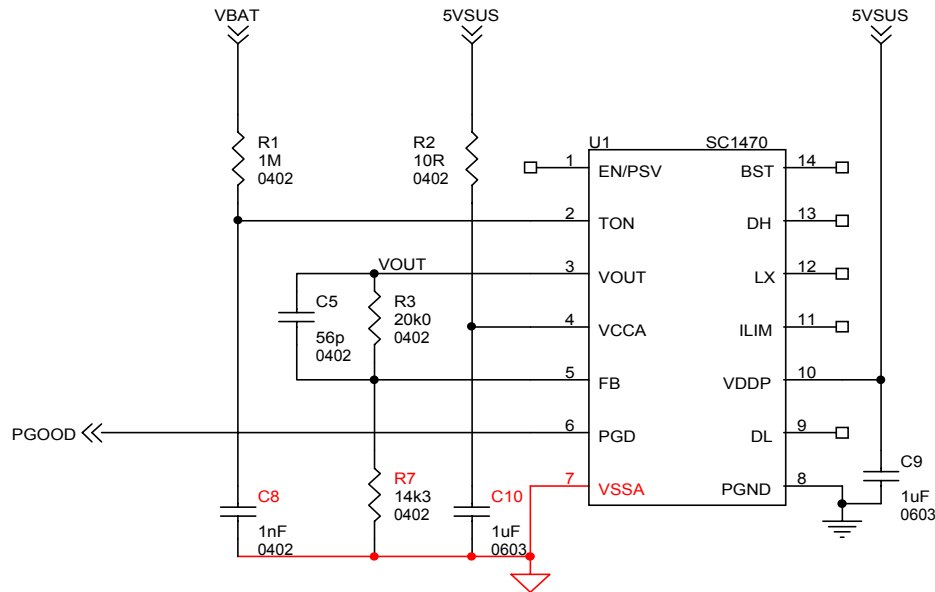 VBAT
5VSUS
5VSUS
R1
1M
0402
R2
10R
0402
U1
SC1470
1
EN/PSV
BST
14
2
TON
DH
13
VOUT
3
VOUT
LX
12
C5
56p
0402
R3
20k0
0402
4
VCCA
ILIM
11
5
FB
VDDP
10
PGOOD
6
PGD
DL
9
C8
1nF
0402
R7
14k3
0402
C10
1uF
0603
7
VSSA
PGND
8
C9
1uF
0603